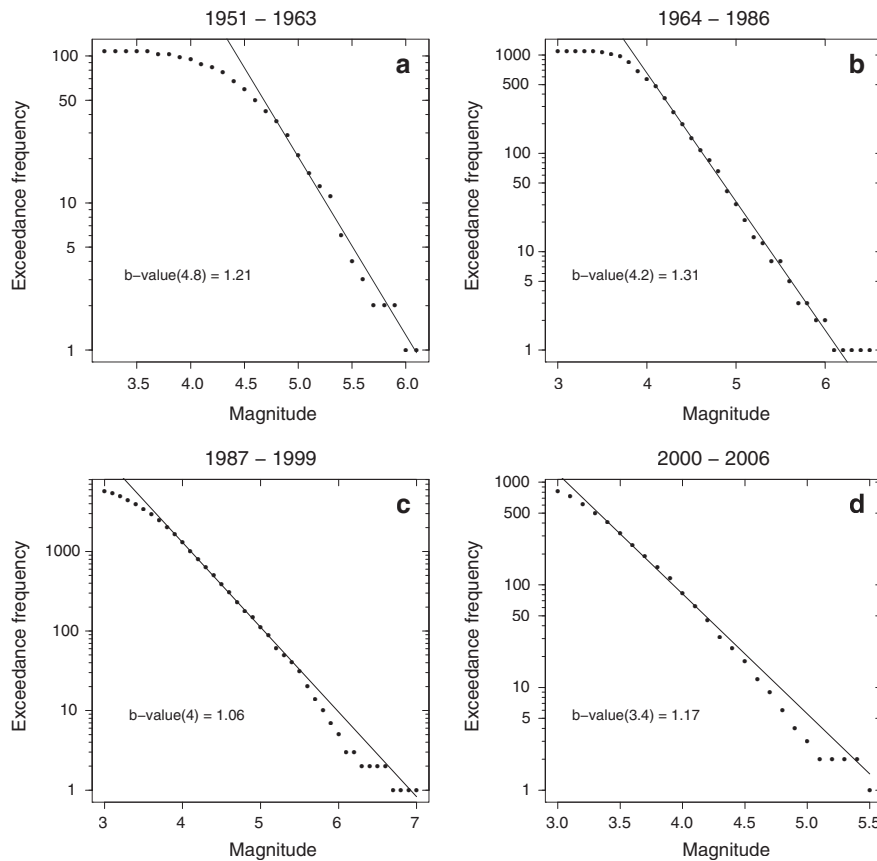 1951 − 1963
a
Exceedance frequency
100
50
10
5
1
b−value(4.8) = 1.21
3.5 4.0 4.5 5.0 5.5 6.0
Magnitude
1964 − 1986
b
Exceedance frequency
1000
500
100
50
10
5
1
b−value(4.2) = 1.31
3 4 5 6
Magnitude
1987 − 1999
c
Exceedance frequency
1000
100
10
1
b−value(4) = 1.06
3 4 5 6 7
Magnitude
2000 − 2006
d
Exceedance frequency
1000
500
100
50
10
5
1
b−value(3.4) = 1.17
3.0 3.5 4.0 4.5 5.0 5.5
Magnitude